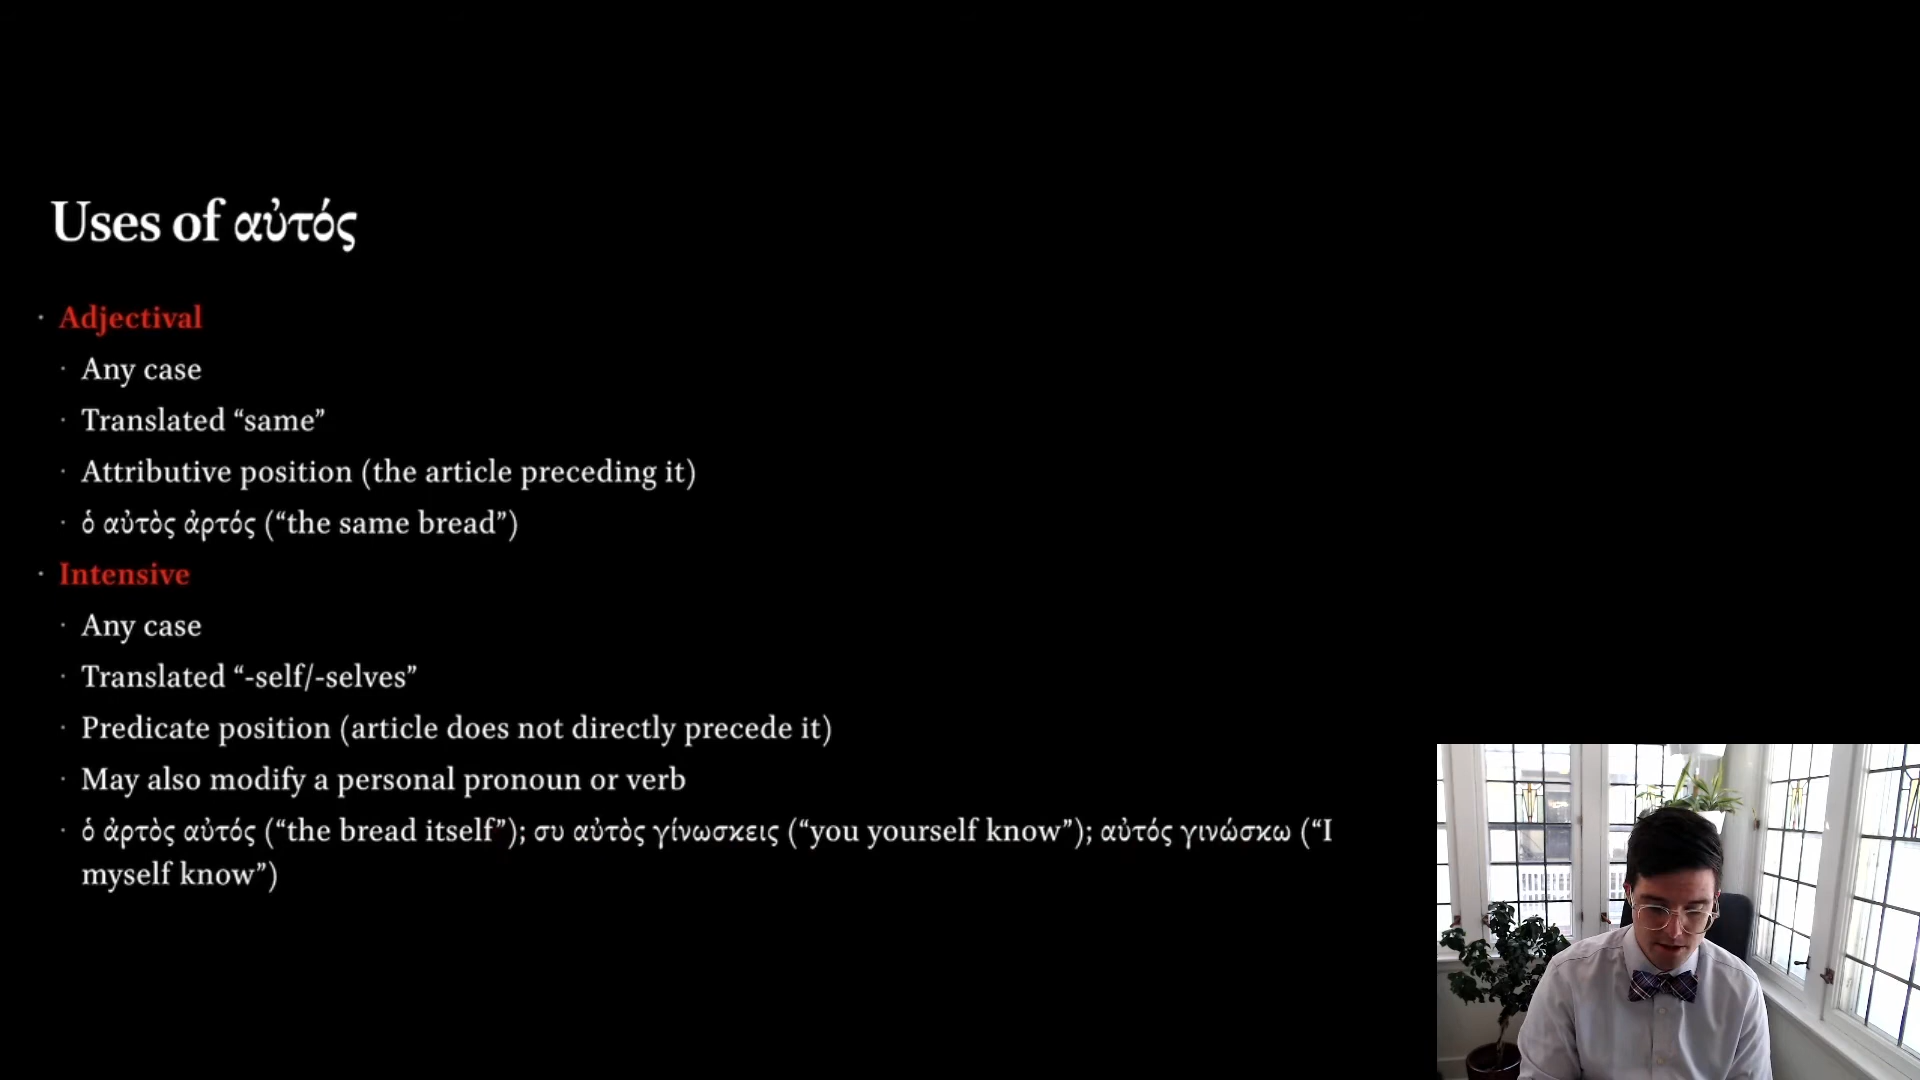 Uses of αὐτός
· Adjectival
· Any case
· Translated “same”
· Attributive position (the article preceding it)
· ὁ αὐτὸς ἀρτός (“the same bread”)
· Intensive
· Any case
· Translated “-self/-selves”
· Predicate position (article does not directly precede it)
· May also modify a personal pronoun or verb
· ὁ ἀρτὸς αὐτός (“the bread itself”); συ αὐτὸς γίνωσκεις (“you yourself know”); αὐτός γινώσκω (“I
myself know”)